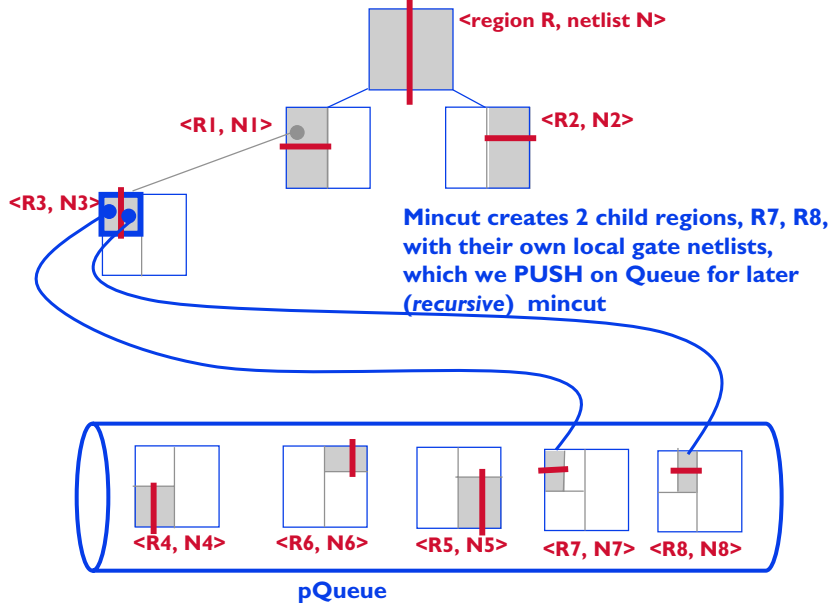 <region R, netlist N>
<R1, N1>
<R2, N2>
<R3, N3>
Mincut creates 2 child regions, R7, R8,
with their own local gate netlists,
which we PUSH on Queue for later
(recursive) mincut
<R4, N4>
<R6, N6>
<R5, N5>
<R7, N7>
<R8, N8>
pQueue